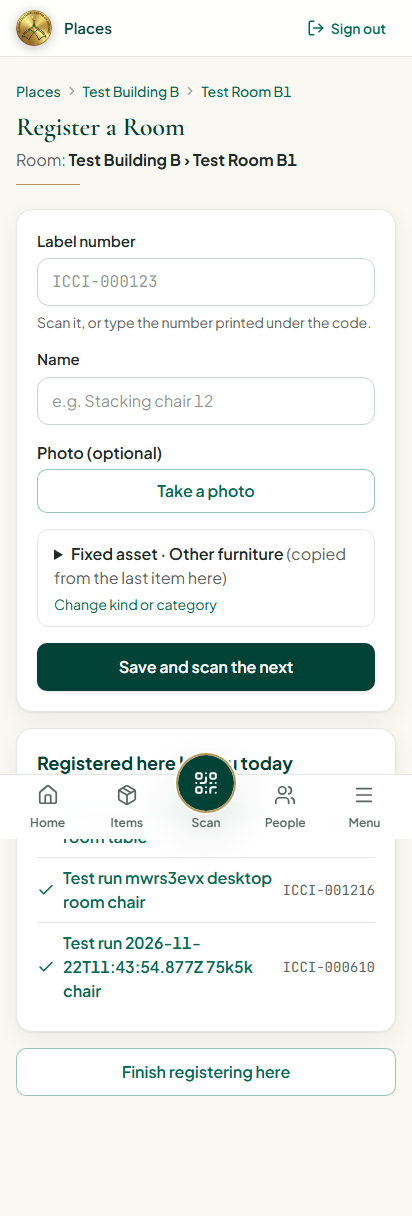 Places
Sign out
Places > Test Building B > Test Room B1
Register a Room
Room: Test Building B › Test Room B1
Label number
ICCI-000123
Scan it, or type the number printed under the code.
Name
e.g. Stacking chair 12
Photo (optional)
Take a photo
Fixed asset · Other furniture (copied
from the last item here)
Change kind or category
Save and scan the next
Registered here today
Home
Items
Scan
People
Menu
room table
Test run mwrs3evx desktop
room chair
ICCI-001216
Test run 2026-11-
22T11:43:54.877Z 75k5k
chair
ICCI-000610
Finish registering here